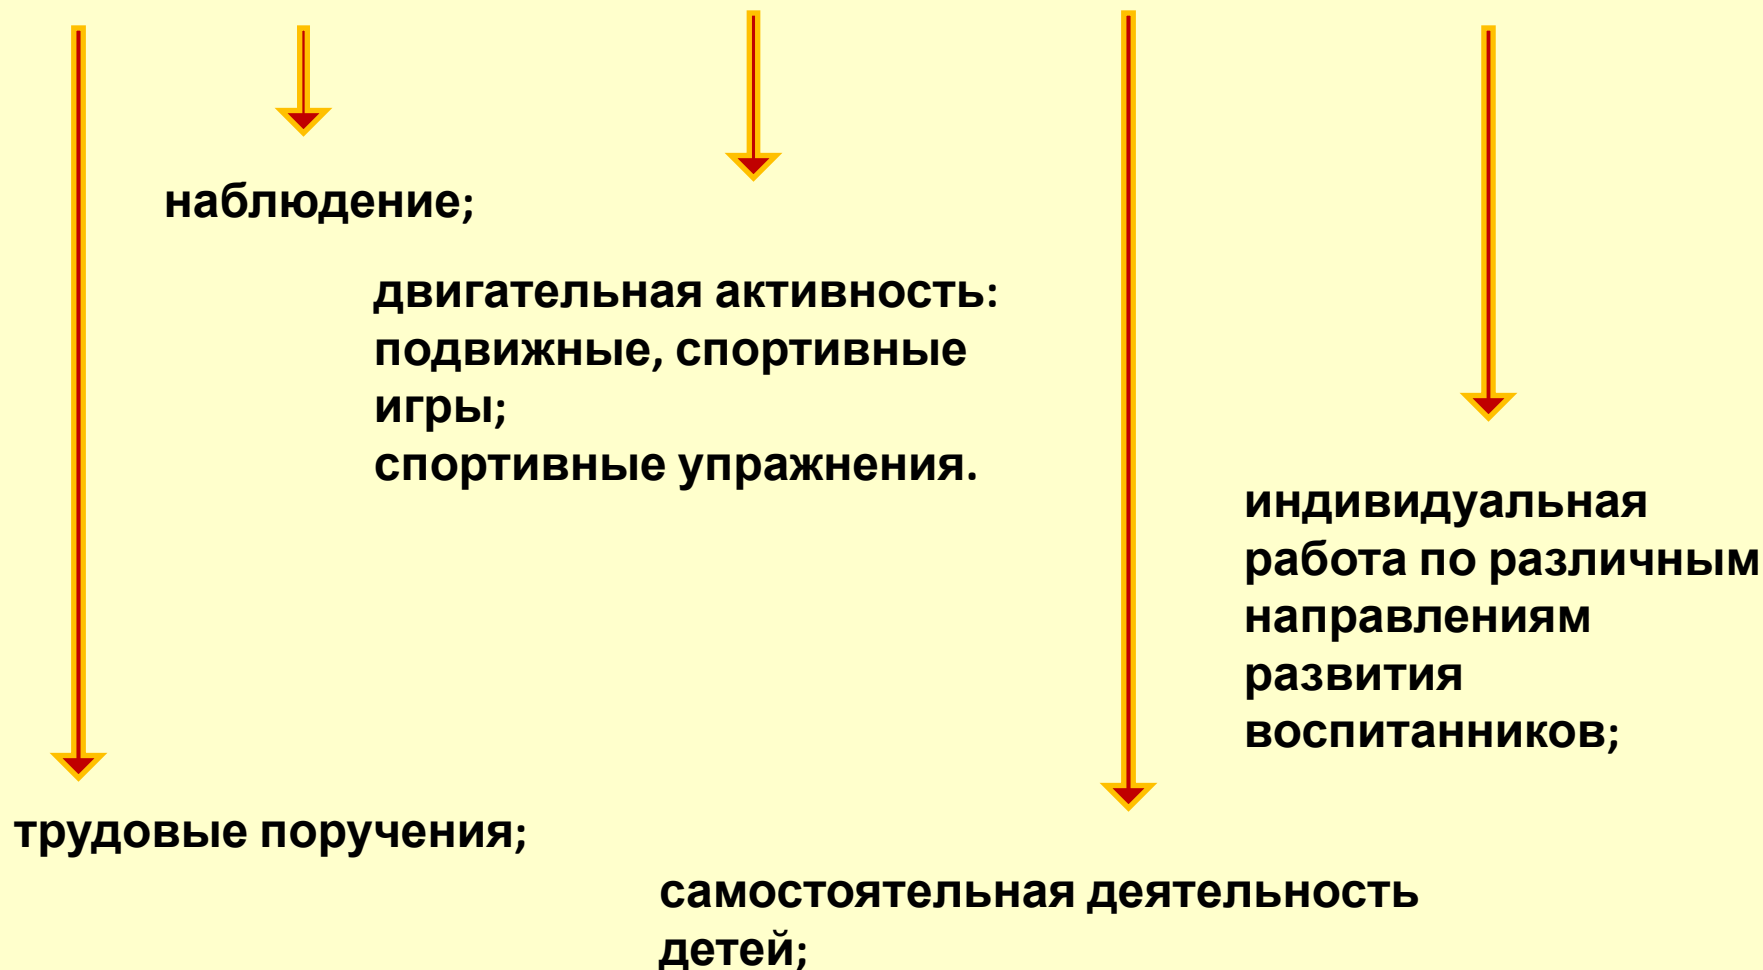 наблюдение;
двигательная активность:
подвижные, спортивные
игры;
спортивные упражнения.
индивидуальная
работа по различным
направлениям
развития
воспитанников;
трудовые поручения;
самостоятельная деятельность
детей;